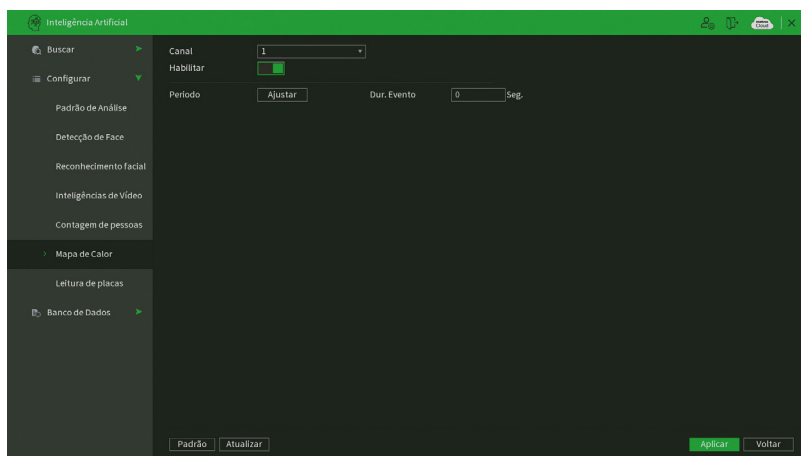 Inteligência Artificial
Cloud
Buscar
Configurar
Padrão de Análise
Detecção de Face
Reconhecimento facial
Inteligências de Vídeo
Contagem de pessoas
Mapa de Calor
Leitura de placas
Banco de Dados
Canal 1
Habilitar
Período Ajustar Dur. Evento 0 Seg.
Padrão Atualizar Aplicar Voltar